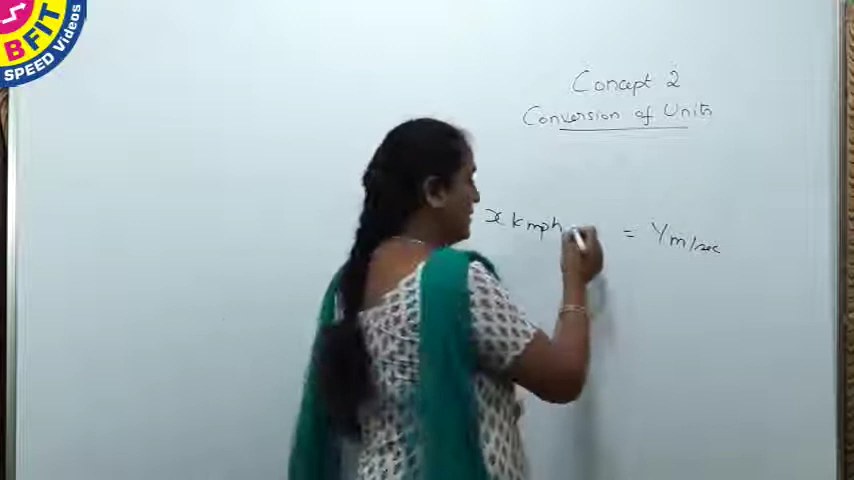 BFIT
SPEED Videos
Concept 2
Conversion of Units
x kmph = y m/sec